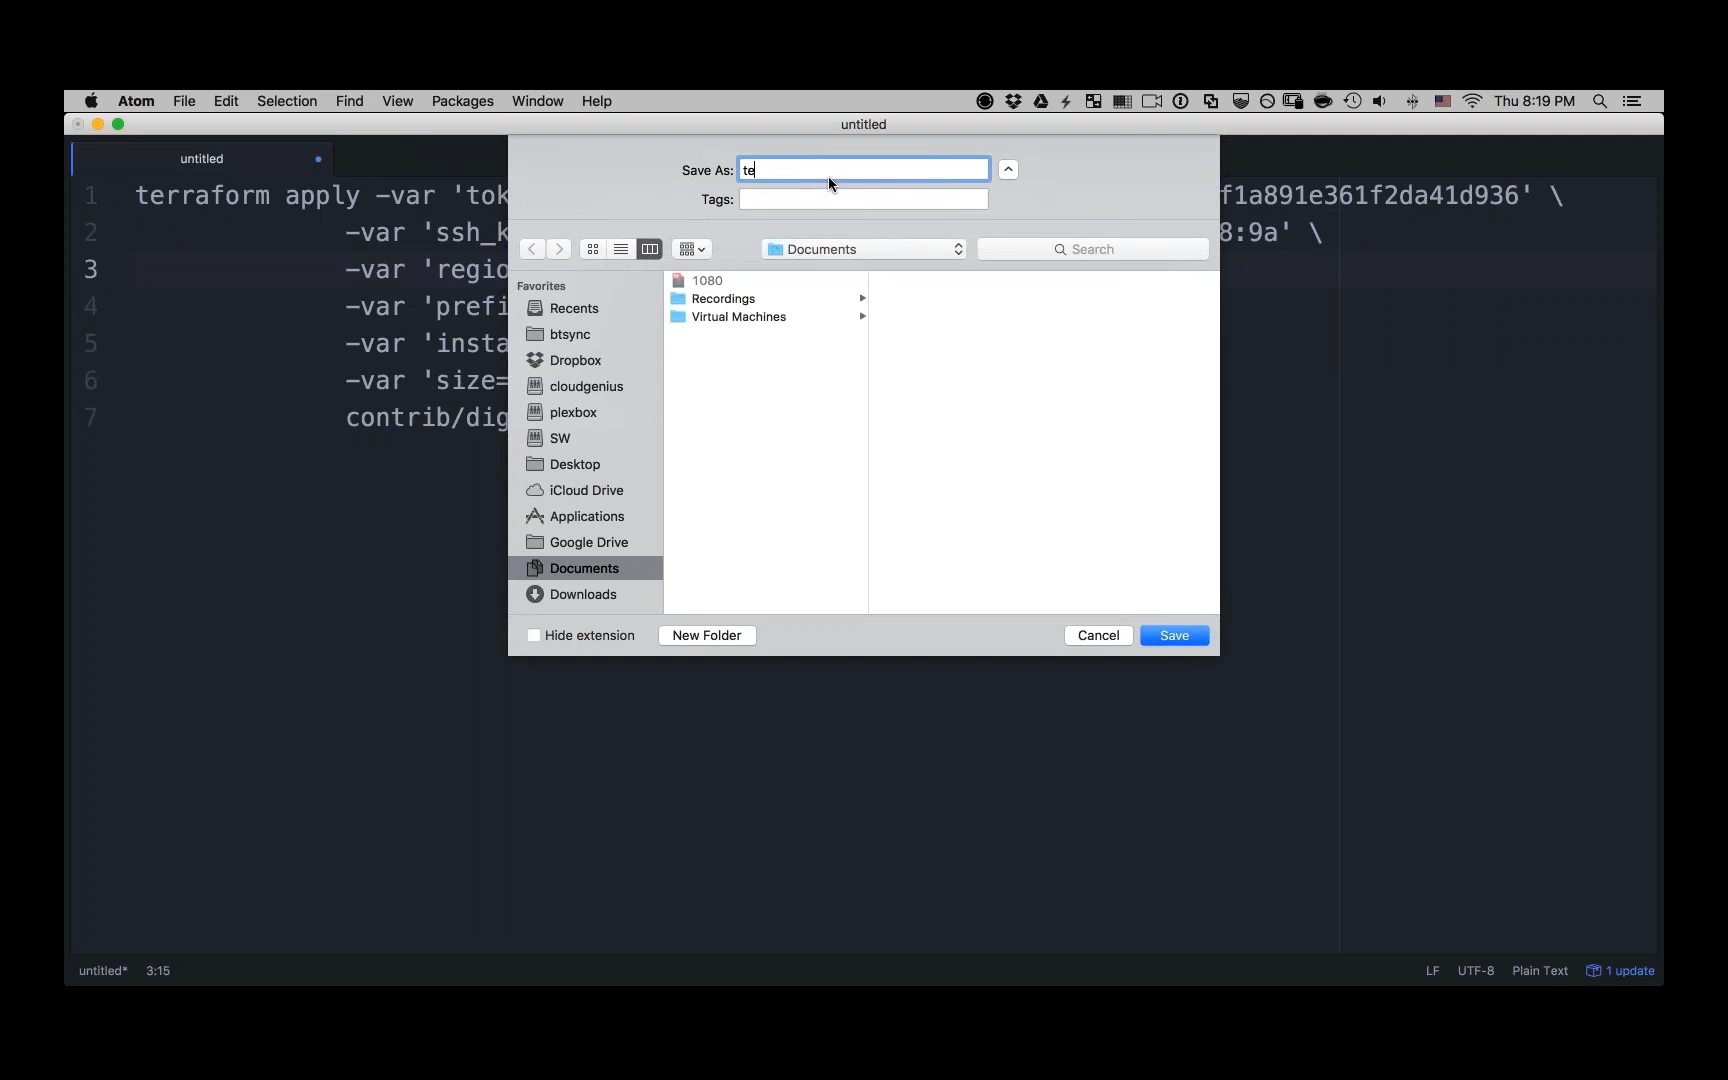 Atom File Edit Selection Find View Packages Window Help Thu 8:19 PM
untitled
untitled
Save As: te
Tags:
1 terraform apply -var 'tok f1a891e361f2da41d936' \
2 -var 'ssh_k 8:9a' \
3 -var 'regio
4 -var 'prefi
5 -var 'insta
6 -var 'size=
7 contrib/dig
Documents
Search
Favorites
Recents
btsync
Dropbox
cloudgenius
plexbox
SW
Desktop
iCloud Drive
Applications
Google Drive
Documents
Downloads
1080
Recordings
Virtual Machines
Hide extension New Folder Cancel Save
untitled* 3:15 LF UTF-8 Plain Text 1 update